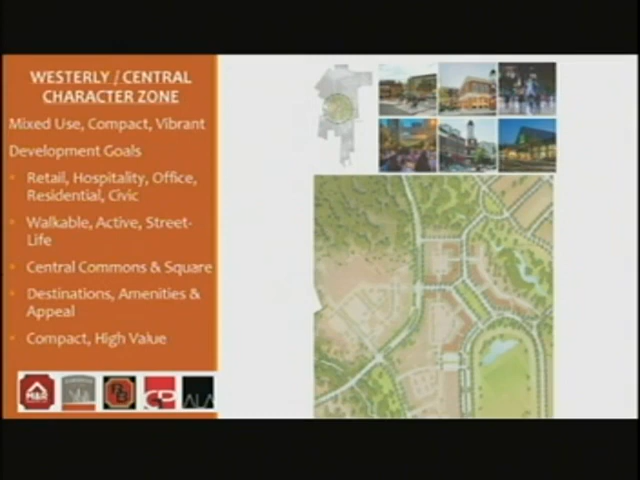 WESTERLY / CENTRAL
CHARACTER ZONE
Mixed Use, Compact, Vibrant
Development Goals
• Retail, Hospitality, Office,
Residential, Civic
• Walkable, Active, Street-
Life
• Central Commons & Square
• Destinations, Amenities &
Appeal
• Compact, High Value
M&R
ALA